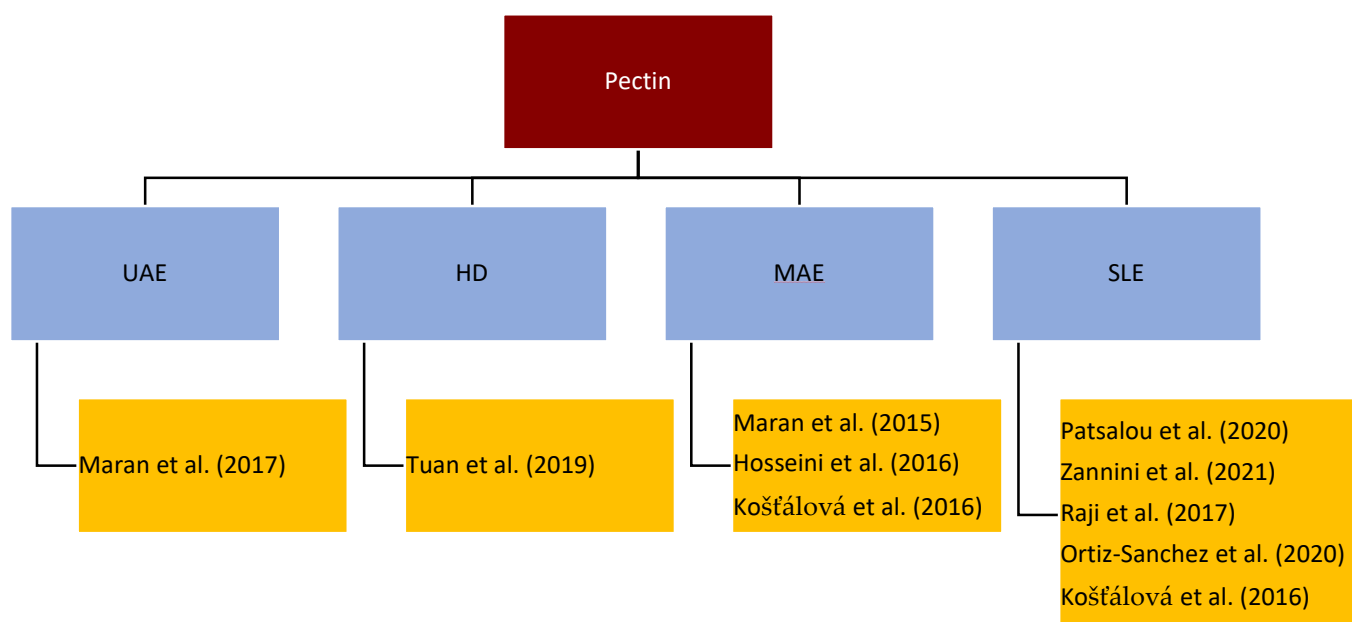 Pectin
UAE
HD
MAE
SLE
Maran et al. (2017)
Tuan et al. (2019)
Maran et al. (2015)
Hosseini et al. (2016)
Košťálová et al. (2016)
Patsalou et al. (2020)
Zannini et al. (2021)
Raji et al. (2017)
Ortiz-Sanchez et al. (2020)
Košťálová et al. (2016)